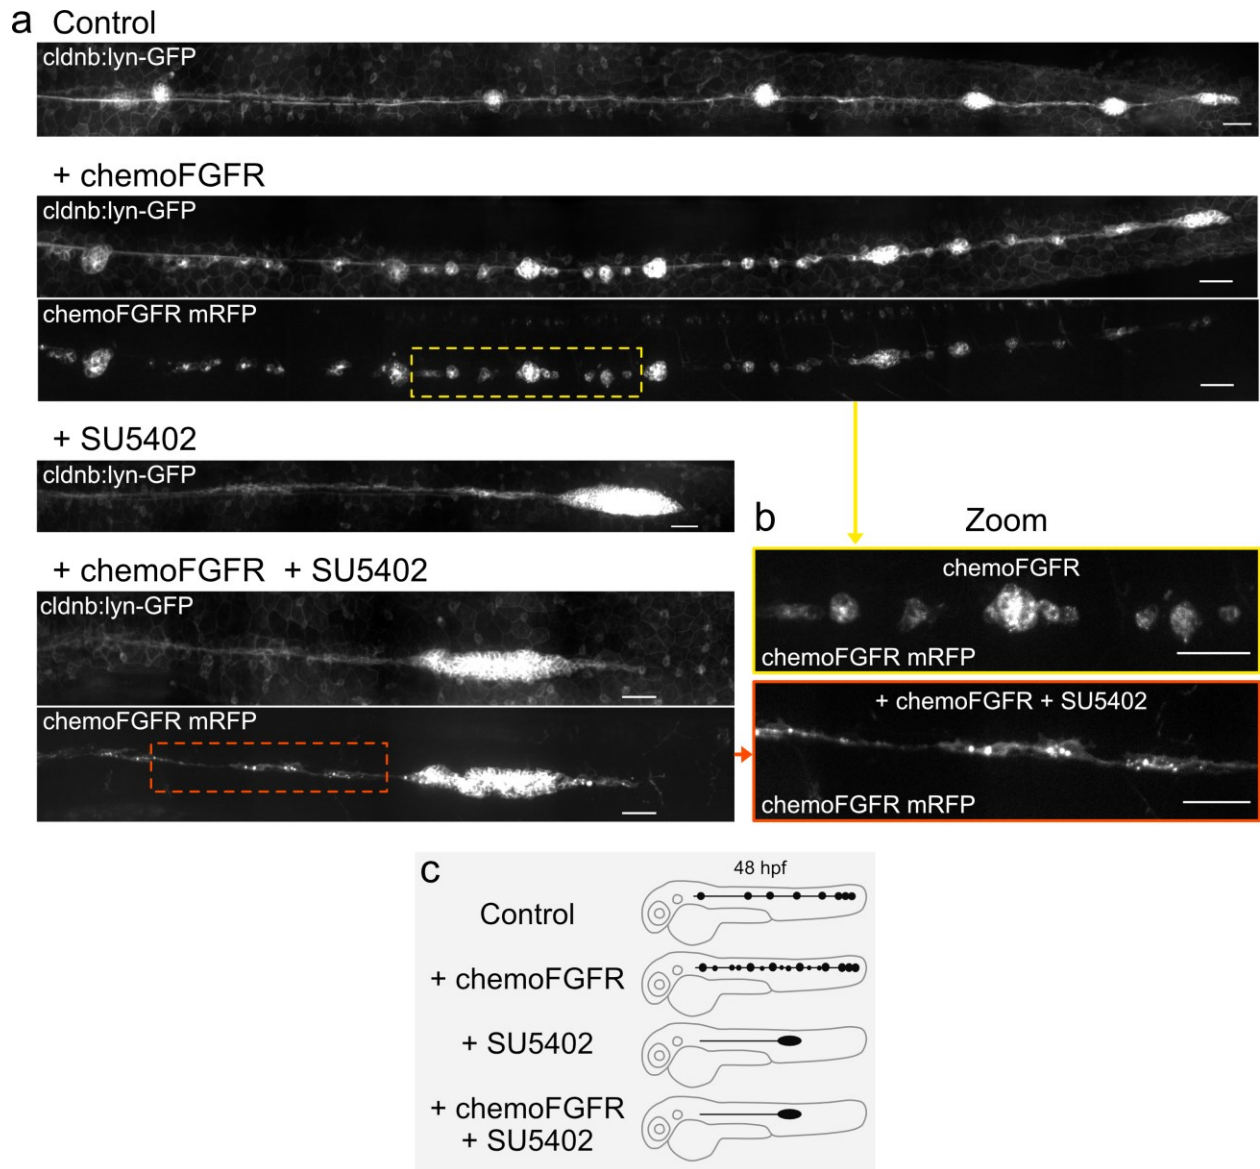 a Control
cldnb:lyn-GFP
+ chemoFGFR
cldnb:lyn-GFP
chemoFGFR mRFP
+ SU5402
cldnb:lyn-GFP
+ chemoFGFR + SU5402
cldnb:lyn-GFP
chemoFGFR mRFP
b Zoom
chemoFGFR
chemoFGFR mRFP
+ chemoFGFR + SU5402
chemoFGFR mRFP
c 48 hpf
Control
+ chemoFGFR
+ SU5402
+ chemoFGFR
+ SU5402